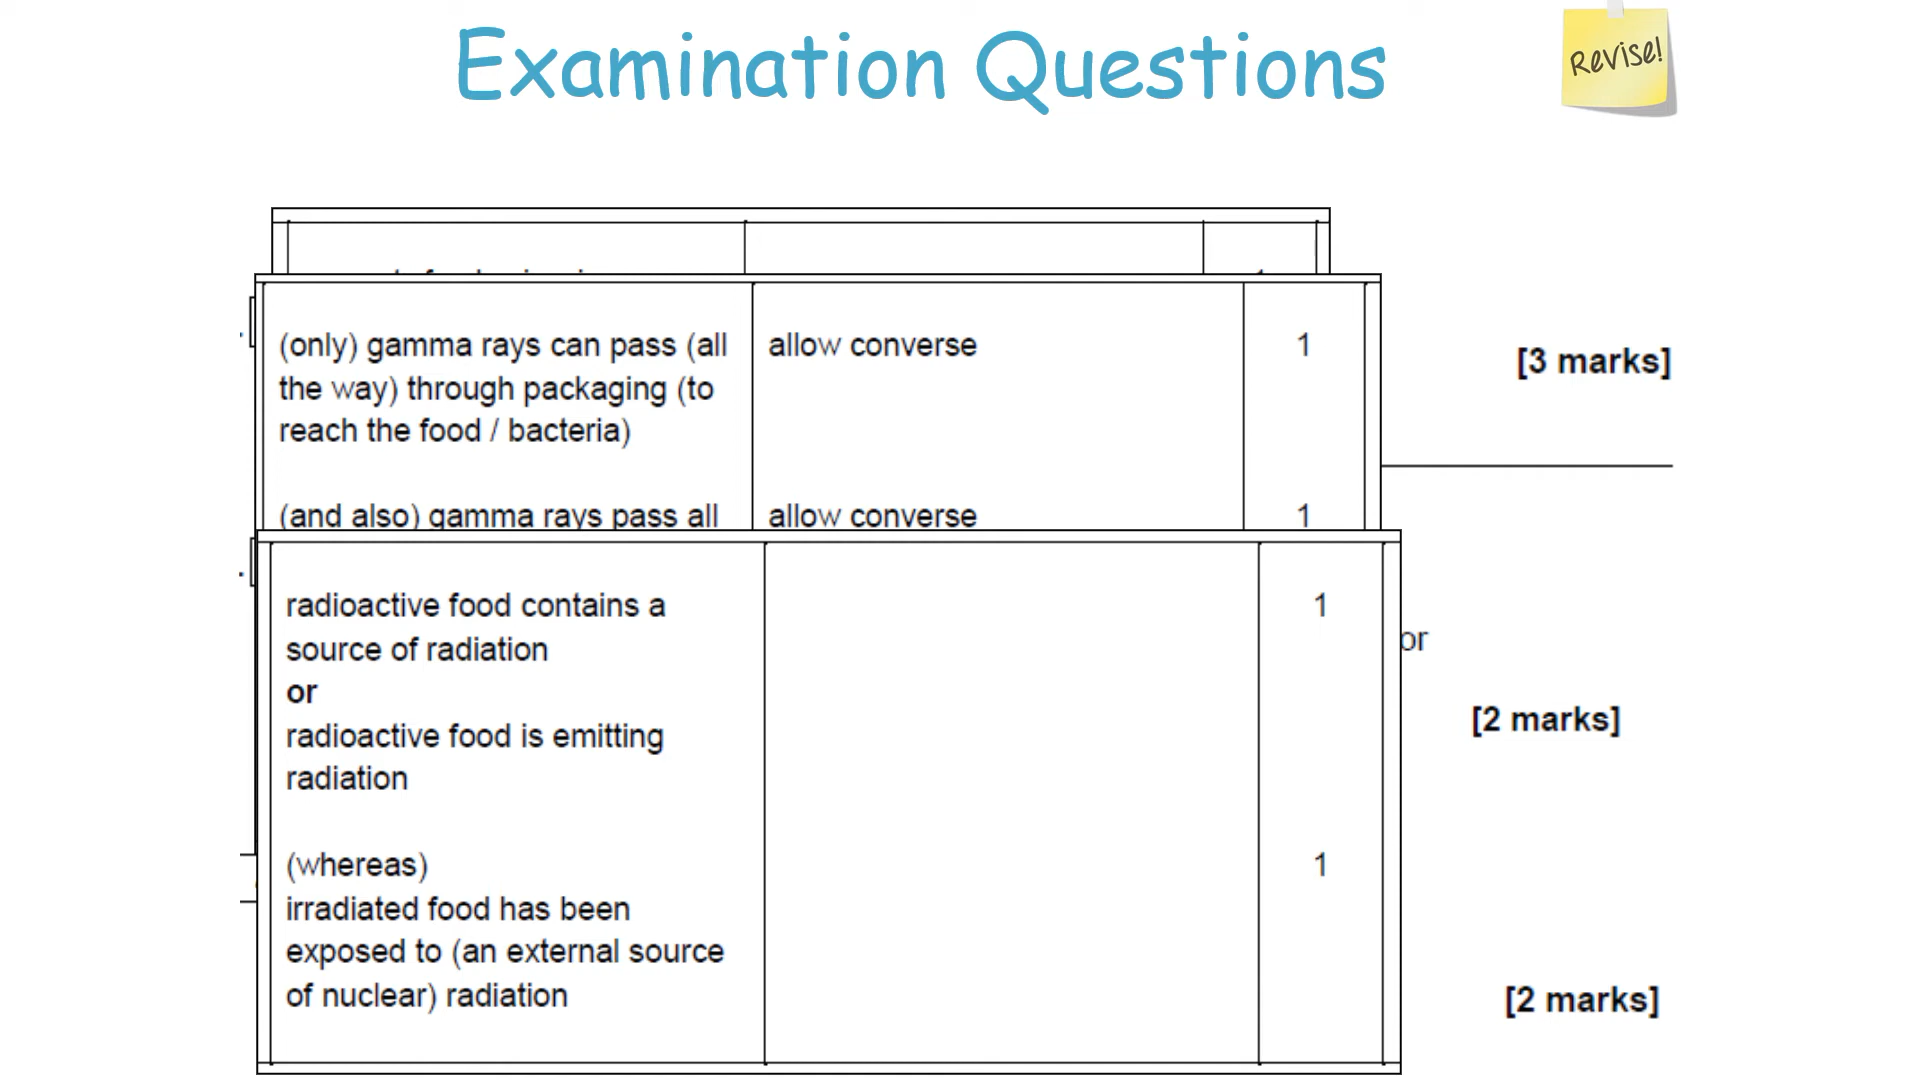 Examination Questions
Revise!
(only) gamma rays can pass (all
the way) through packaging (to
reach the food / bacteria)
allow converse
1
[3 marks]
(and also) gamma rays pass all
allow converse
1
radioactive food contains a
source of radiation
or
radioactive food is emitting
radiation
1
or
[2 marks]
(whereas)
irradiated food has been
exposed to (an external source
of nuclear) radiation
1
[2 marks]